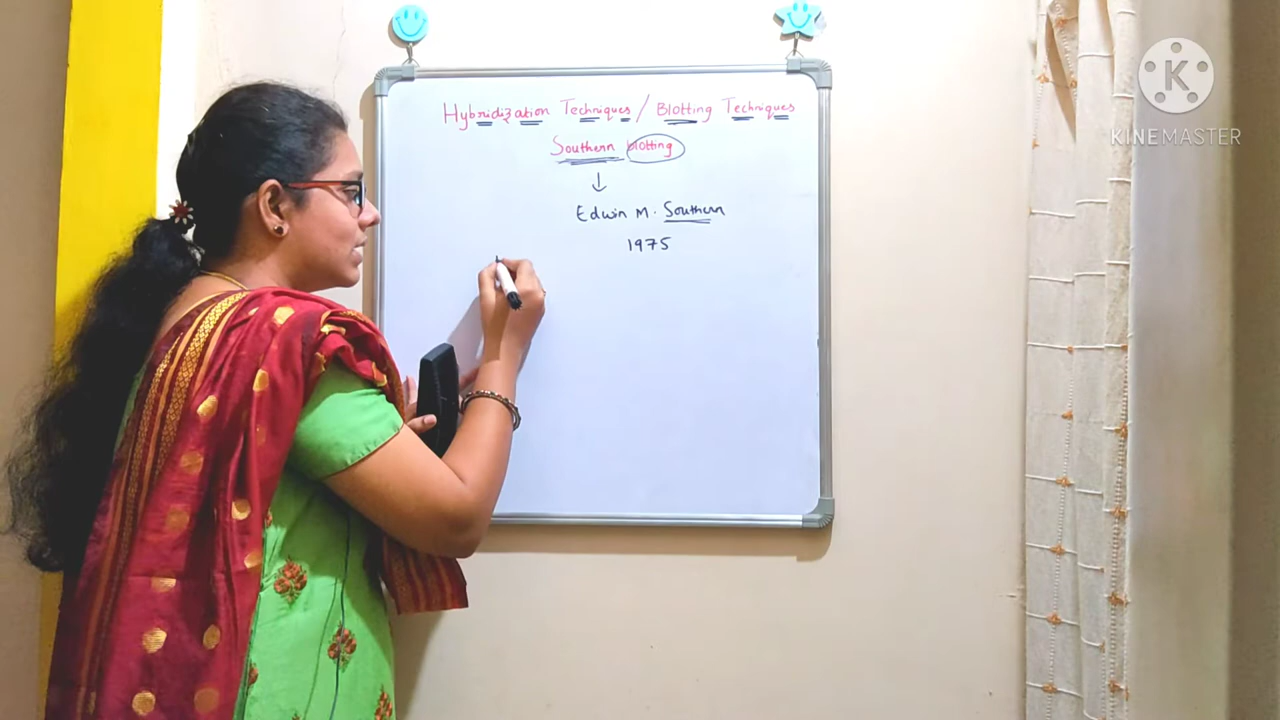 Hybridization Techniques / Blotting Techniques
Southern blotting
Edwin M. Southern
1975
K
KINEMASTER